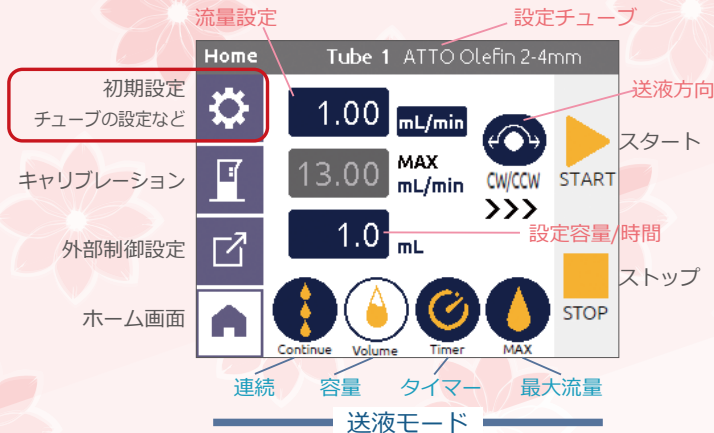 流量設定
設定チューブ
Home
Tube 1 ATTO Olefin 2-4mm
初期設定
チューブの設定など
1.00 mL/min
送液方向
スタート
キャリブレーション
13.00 MAX mL/min
CW/CCW
START
>>>
外部制御設定
1.0 mL
設定容量/時間
ストップ
ホーム画面
STOP
Continue Volume Timer MAX
連続 容量 タイマー 最大流量
送液モード